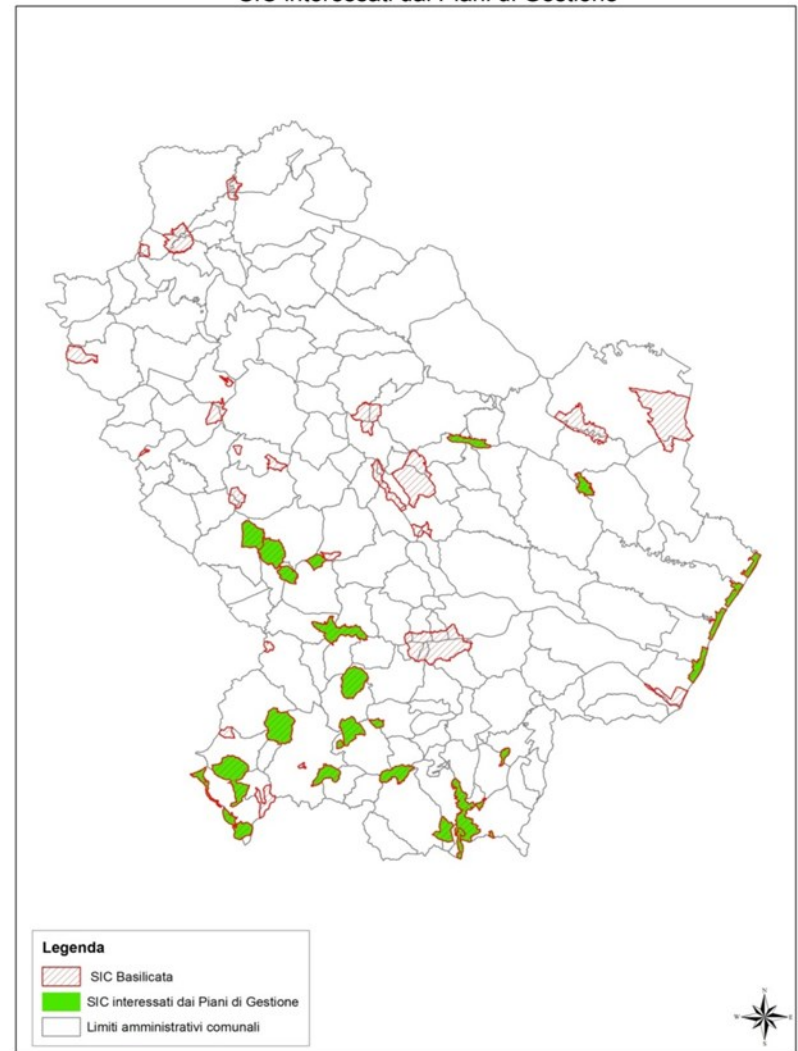 SIC interessati dai Piani di Gestione
Legenda
SIC Basilicata
SIC interessati dai Piani di Gestione
Limiti amministrativi comunali
N
W E
S